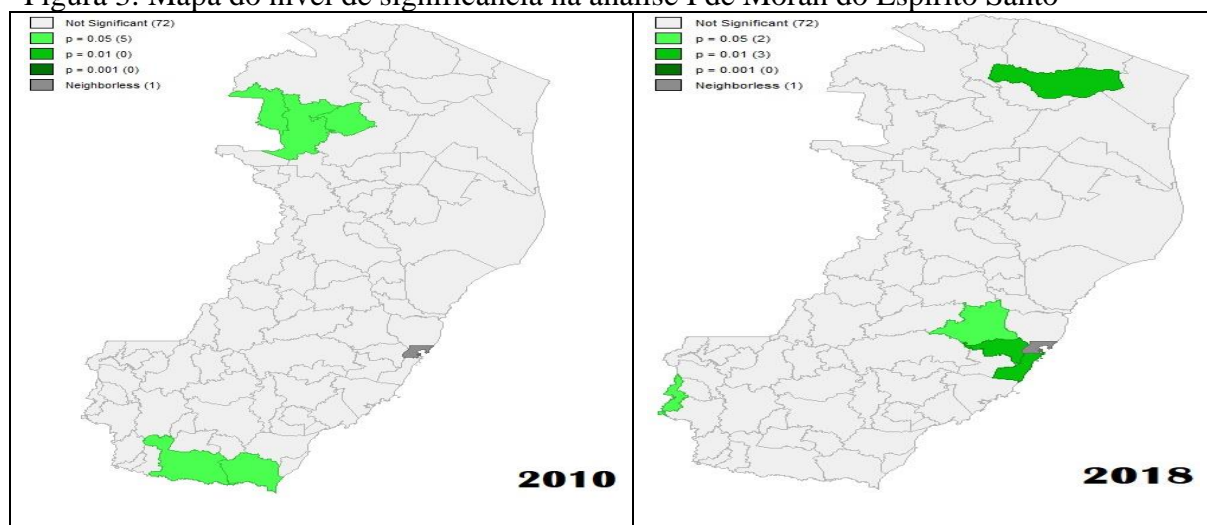 Figura 3: Mapa do nível de significância na análise I de Moran do Espírito Santo
Not Significant (72)
p = 0.05 (5)
p = 0.01 (0)
p = 0.001 (0)
Neighborless (1)
2010
Not Significant (72)
p = 0.05 (2)
p = 0.01 (3)
p = 0.001 (0)
Neighborless (1)
2018